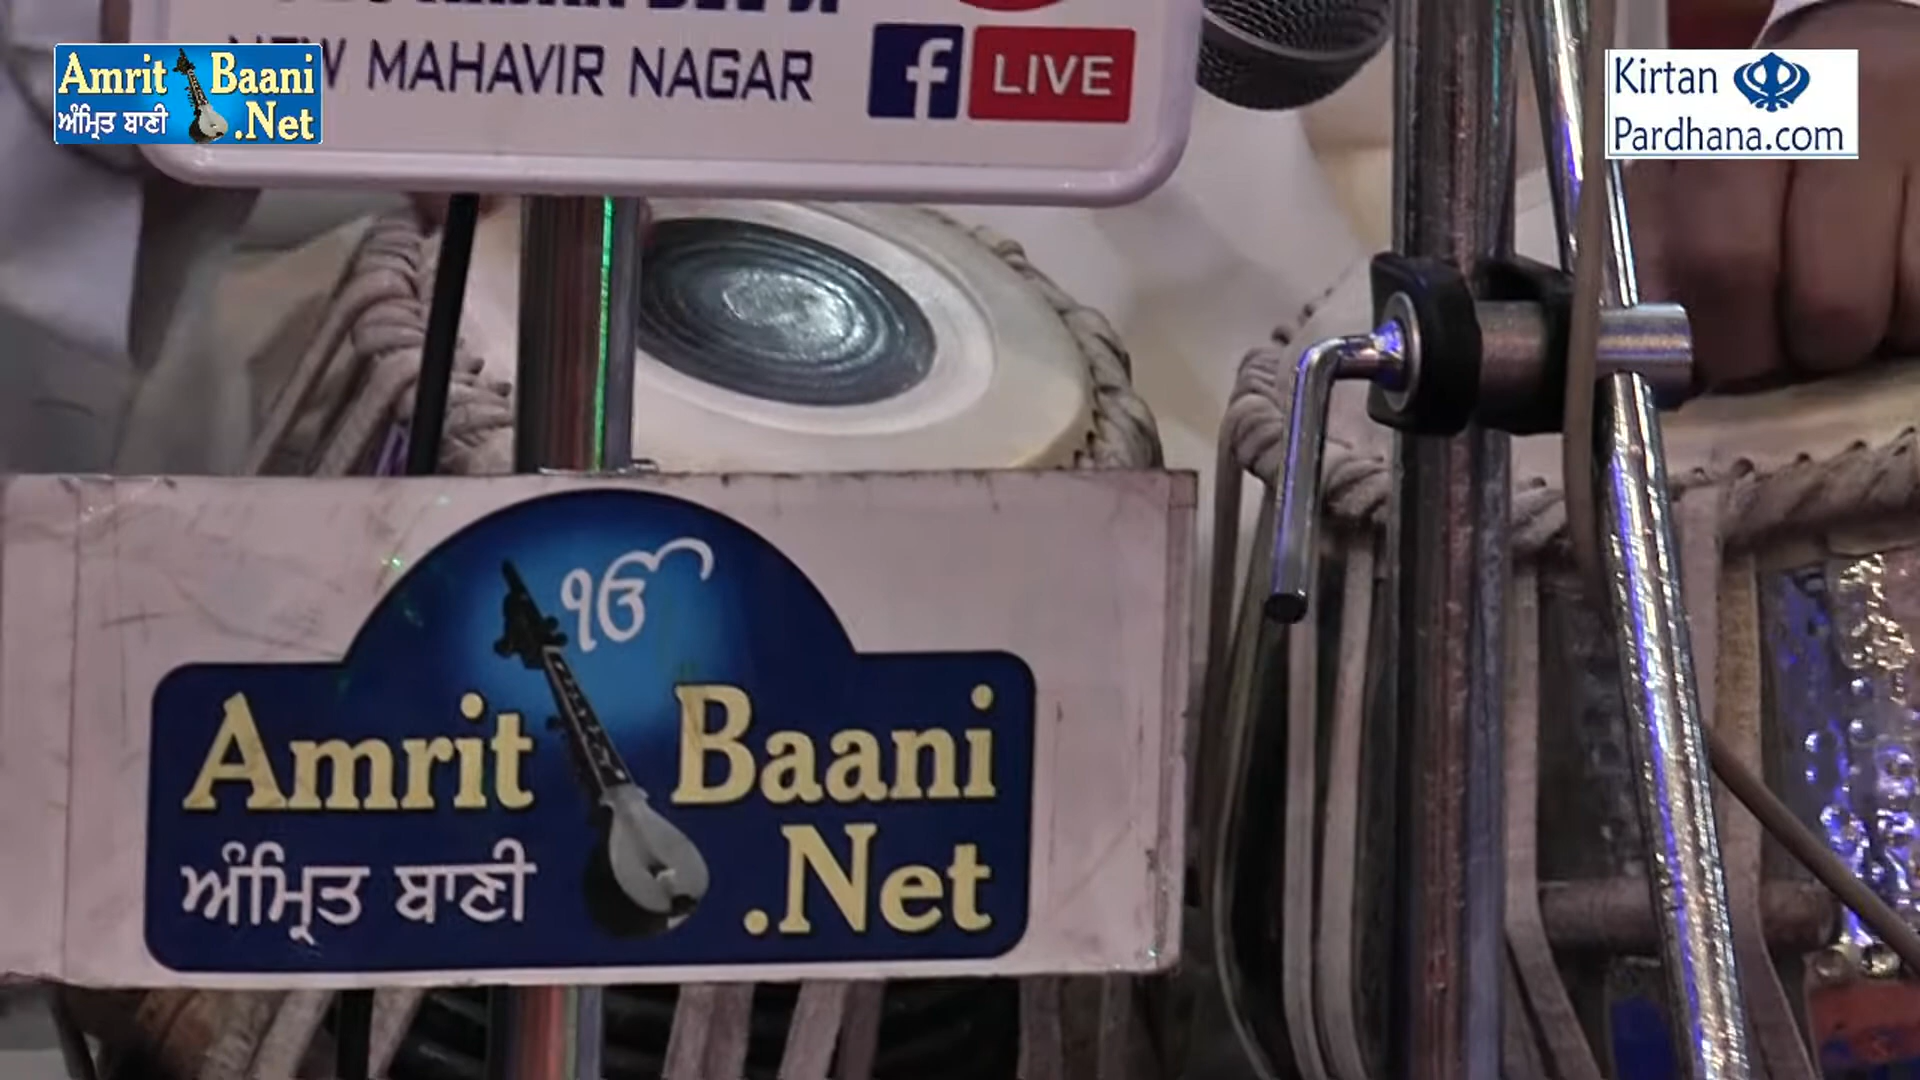 NEW MAHAVIR NAGAR
f LIVE
Amrit Baani
ਅੰਮ੍ਰਿਤ ਬਾਣੀ .Net
Kirtan
Pardhana.com
ੴ
Amrit Baani
ਅੰਮ੍ਰਿਤ ਬਾਣੀ .Net